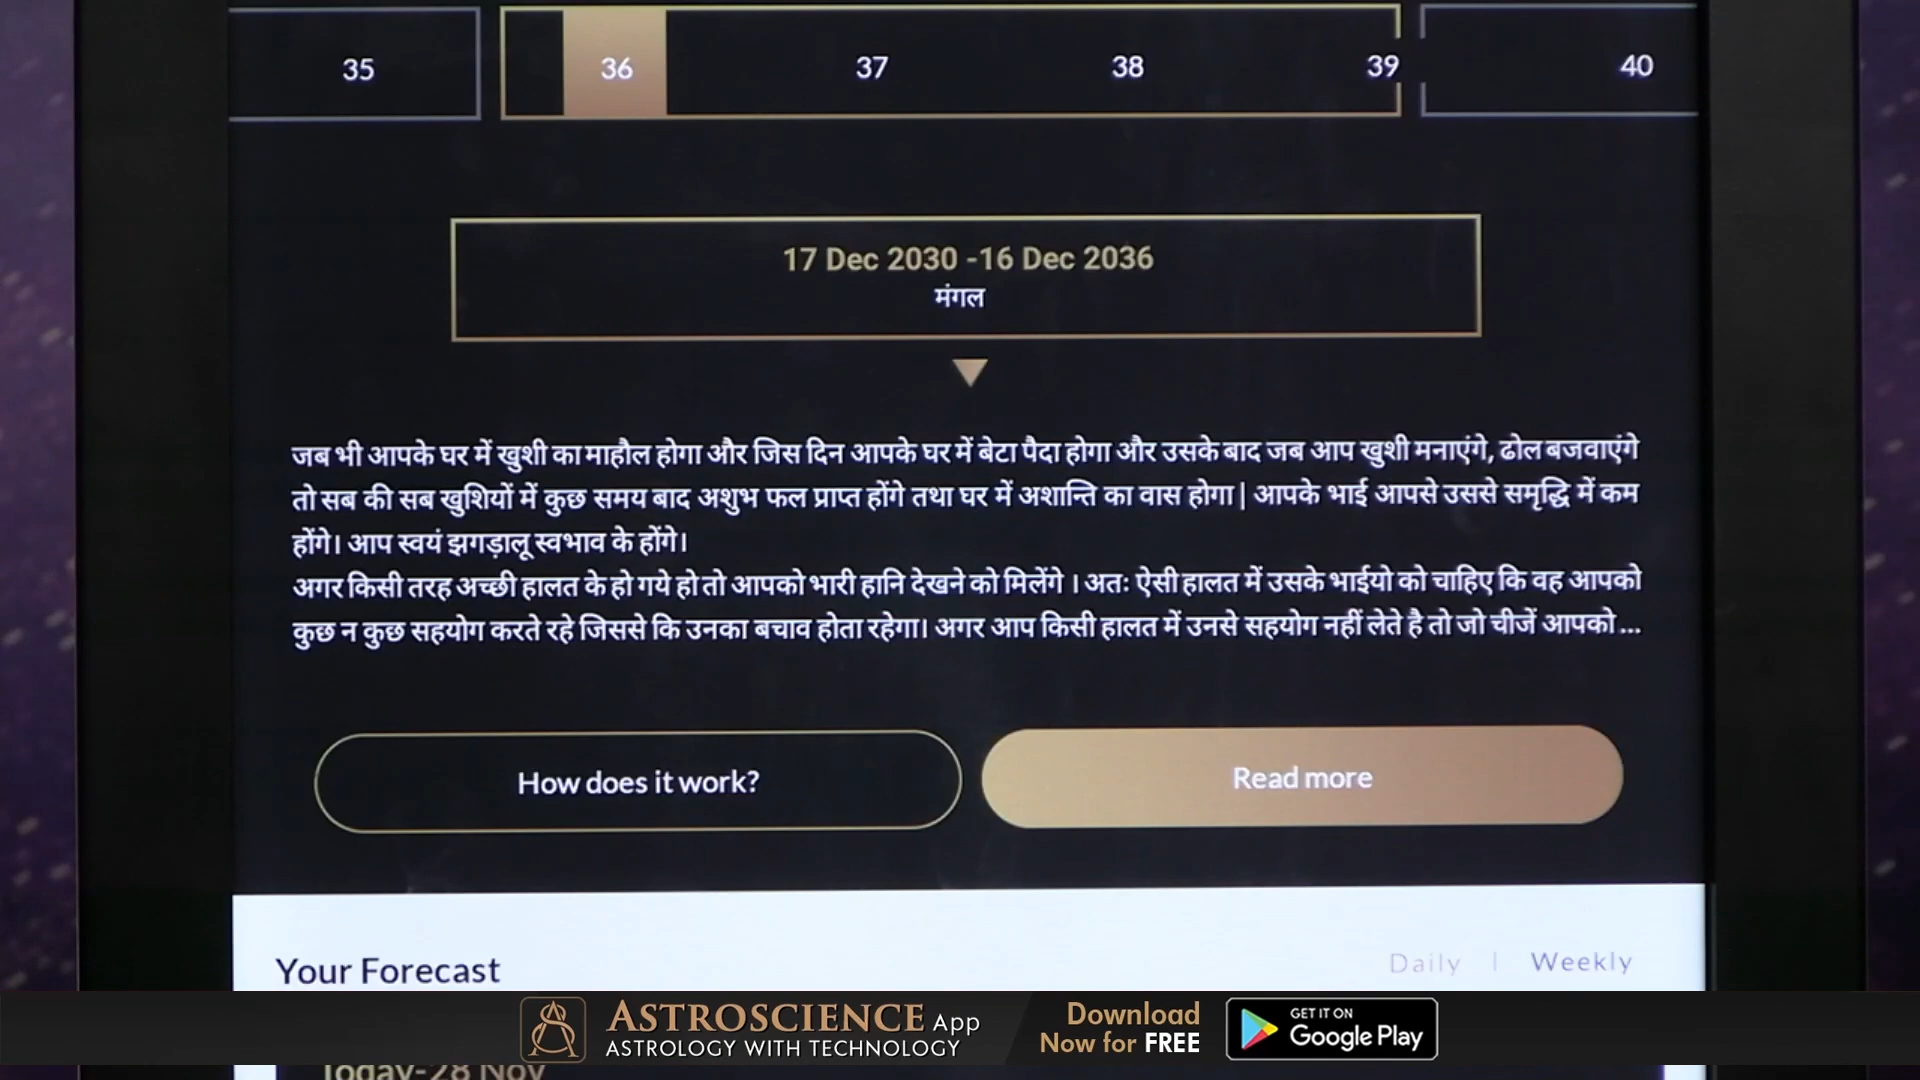 35 36 37 38 39 40
17 Dec 2030 -16 Dec 2036
मंगल
जब भी आपके घर में खुशी का माहौल होगा और जिस दिन आपके घर में बेटा पैदा होगा और उसके बाद जब आप खुशी मनाएंगे, ढोल बजवाएंगे
तो सब की सब खुशियों में कुछ समय बाद अशुभ फल प्राप्त होंगे तथा घर में अशान्ति का वास होगा| आपके भाई आपसे उससे समृद्धि में कम
होंगे। आप स्वयं झगड़ालू स्वभाव के होंगे।
अगर किसी तरह अच्छी हालत के हो गये हो तो आपको भारी हानि देखने को मिलेंगे । अतः ऐसी हालत में उसके भाईयो को चाहिए कि वह आपको
कुछ न कुछ सहयोग करते रहे जिससे कि उनका बचाव होता रहेगा। अगर आप किसी हालत में उनसे सहयोग नहीं लेते है तो जो चीजें आपको ...
How does it work?
Read more
Your Forecast
Daily | Weekly
ASTROSCIENCE App
ASTROLOGY WITH TECHNOLOGY
Download
Now for FREE
GET IT ON
Google Play
Today-28 Nov